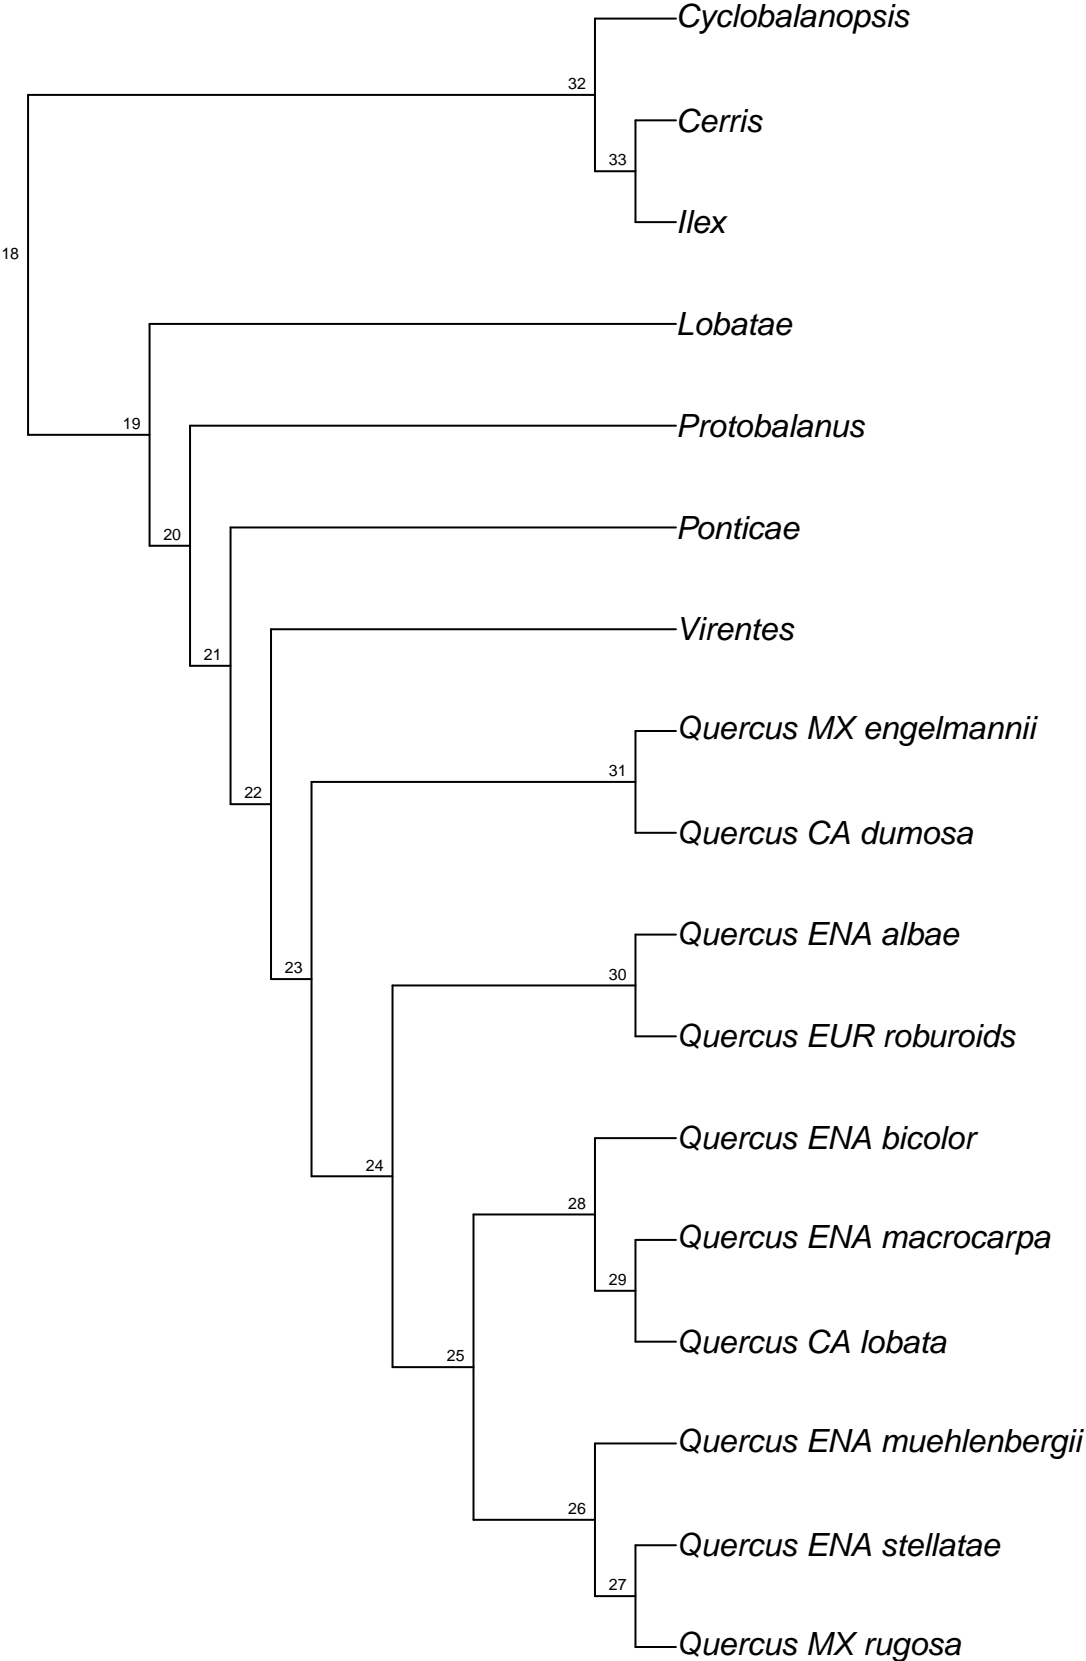 Cyclobalanopsis
32
Cerris
33
Ilex
18
Lobatae
19
Protobalanus
20
Ponticae
21
Virentes
22
Quercus MX engelmannii
31
Quercus CA dumosa
23
Quercus ENA albae
30
Quercus EUR roburoids
24
Quercus ENA bicolor
28
Quercus ENA macrocarpa
29
Quercus CA lobata
25
Quercus ENA muehlenbergii
26
Quercus ENA stellatae
27
Quercus MX rugosa